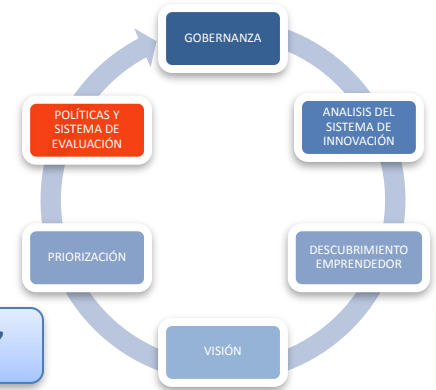 GOBERNANZA
ANALISIS DEL
SISTEMA DE
INNOVACIÓN
DESCUBRIMIENTO
EMPRENDEDOR
VISIÓN
PRIORIZACIÓN
POLÍTICAS Y
SISTEMA DE
EVALUACIÓN